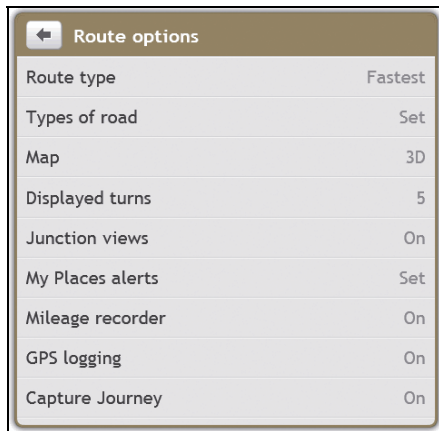 Route options
Route type Fastest
Types of road Set
Map 3D
Displayed turns 5
Junction views On
My Places alerts Set
Mileage recorder On
GPS logging On
Capture Journey On